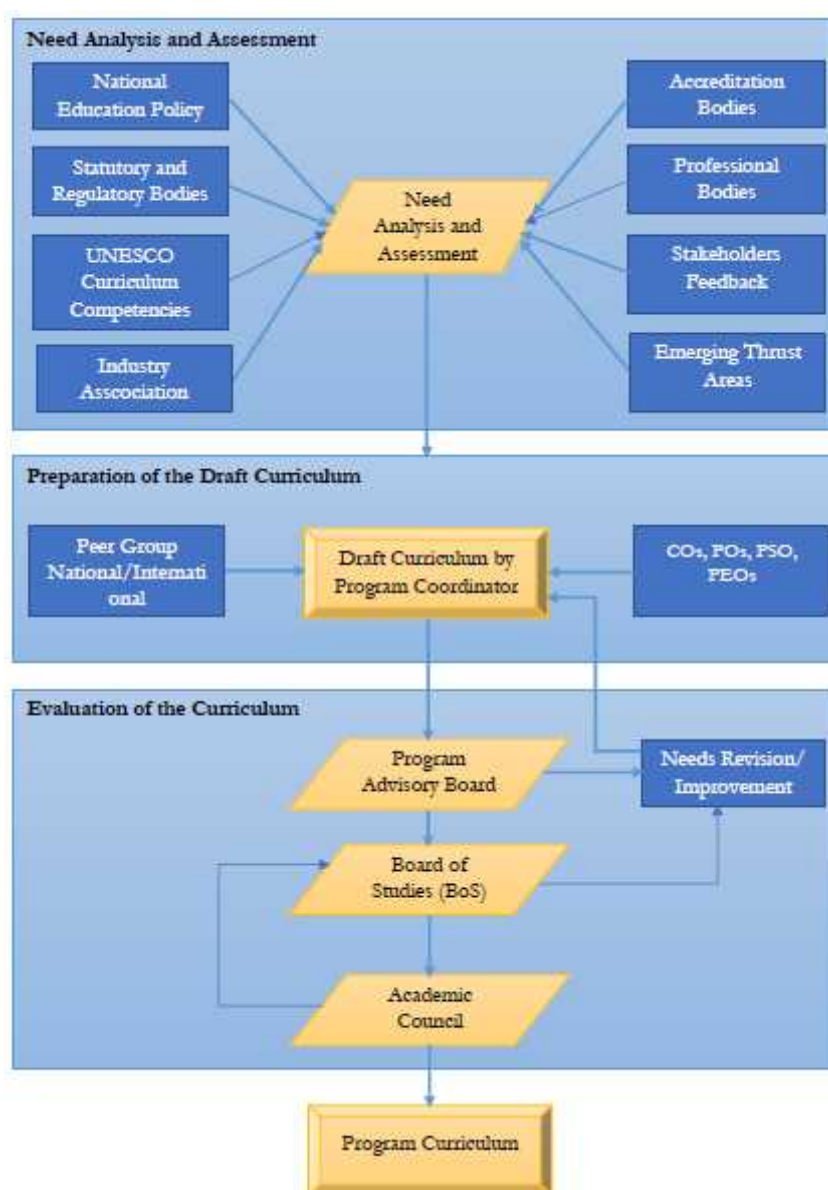 Need Analysis and Assessment
National
Education Policy
Accreditation
Bodies
Statutory and
Regulatory Bodies
Professional
Bodies
Need
Analysis and
Assessment
UNESCO
Curriculum
Competencies
Stakeholders
Feedback
Industry
Asscociation
Emerging Thrust
Areas
Preparation of the Draft Curriculum
Peer Group
National/Internati
onal
Draft Curriculum by
Program Coordinator
COs, POs, PSO,
PEOs
Evaluation of the Curriculum
Program
Advisory Board
Needs Revision/
Improvement
Board of
Studies (BoS)
Academic
Council
Program Curriculum